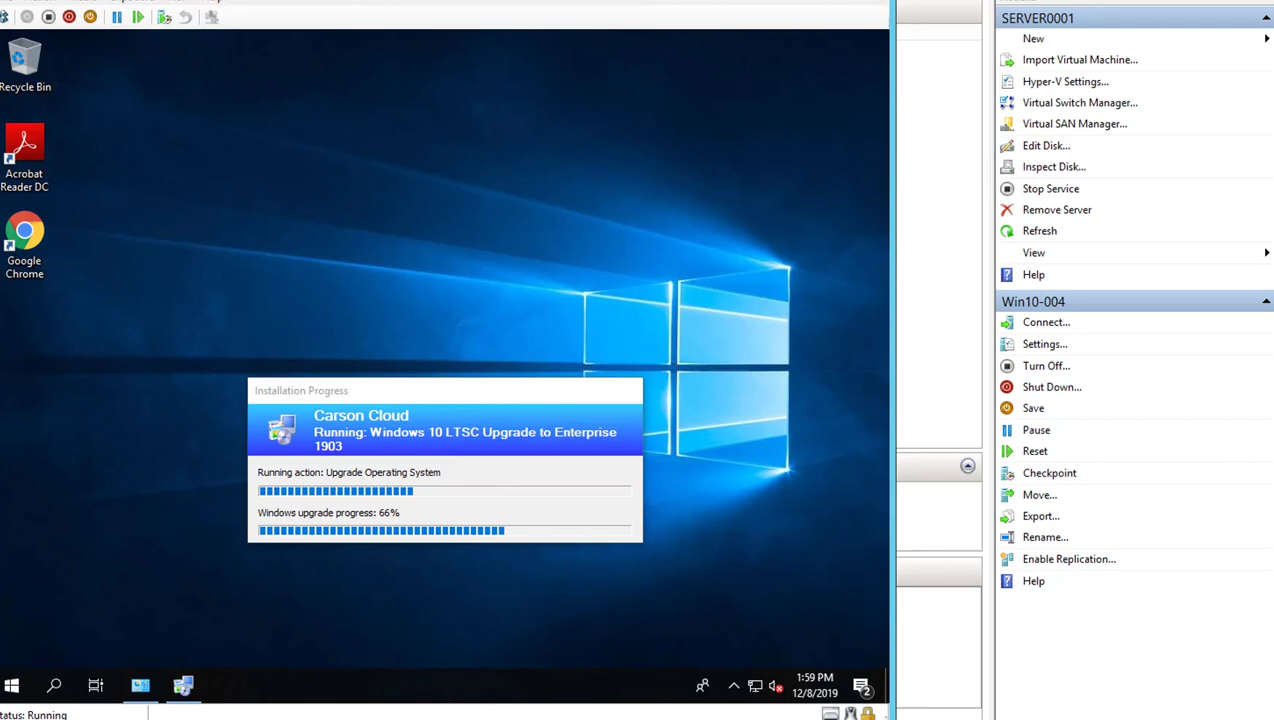 Recycle Bin
Acrobat
Reader DC
Google
Chrome
Installation Progress
Carson Cloud
Running: Windows 10 LTSC Upgrade to Enterprise
1903
Running action: Upgrade Operating System
Windows upgrade progress: 66%
1:59 PM
12/8/2019
2
tatus: Running
SERVER0001
New
Import Virtual Machine...
Hyper-V Settings...
Virtual Switch Manager...
Virtual SAN Manager...
Edit Disk...
Inspect Disk...
Stop Service
Remove Server
Refresh
View
Help
Win10-004
Connect...
Settings...
Turn Off...
Shut Down...
Save
Pause
Reset
Checkpoint
Move...
Export...
Rename...
Enable Replication...
Help